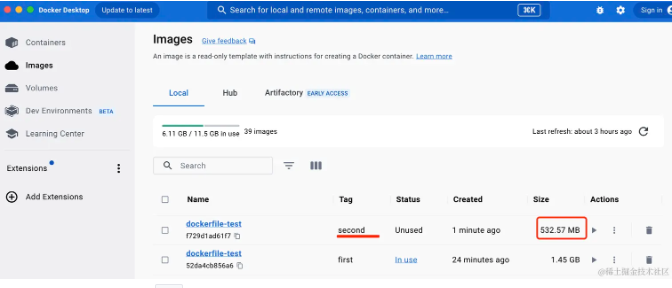 Docker Desktop Update to latest Search for local and remote images, containers, and more... ⌘K Sign in
Containers
Images
Volumes
Dev Environments BETA
Learning Center
Extensions
Add Extensions
Images Give feedback
An image is a read-only template with instructions for creating a Docker container. Learn more
Local Hub Artifactory EARLY ACCESS
6.11 GB / 11.5 GB in use 39 images Last refresh: about 3 hours ago
Search
Name Tag Status Created Size Actions
dockerfile-test
f729d1ad61f7 second Unused 1 minute ago 532.57 MB
dockerfile-test
52da4cb856a6 first In use 24 minutes ago 1.45 GB
@稀土掘金技术社区